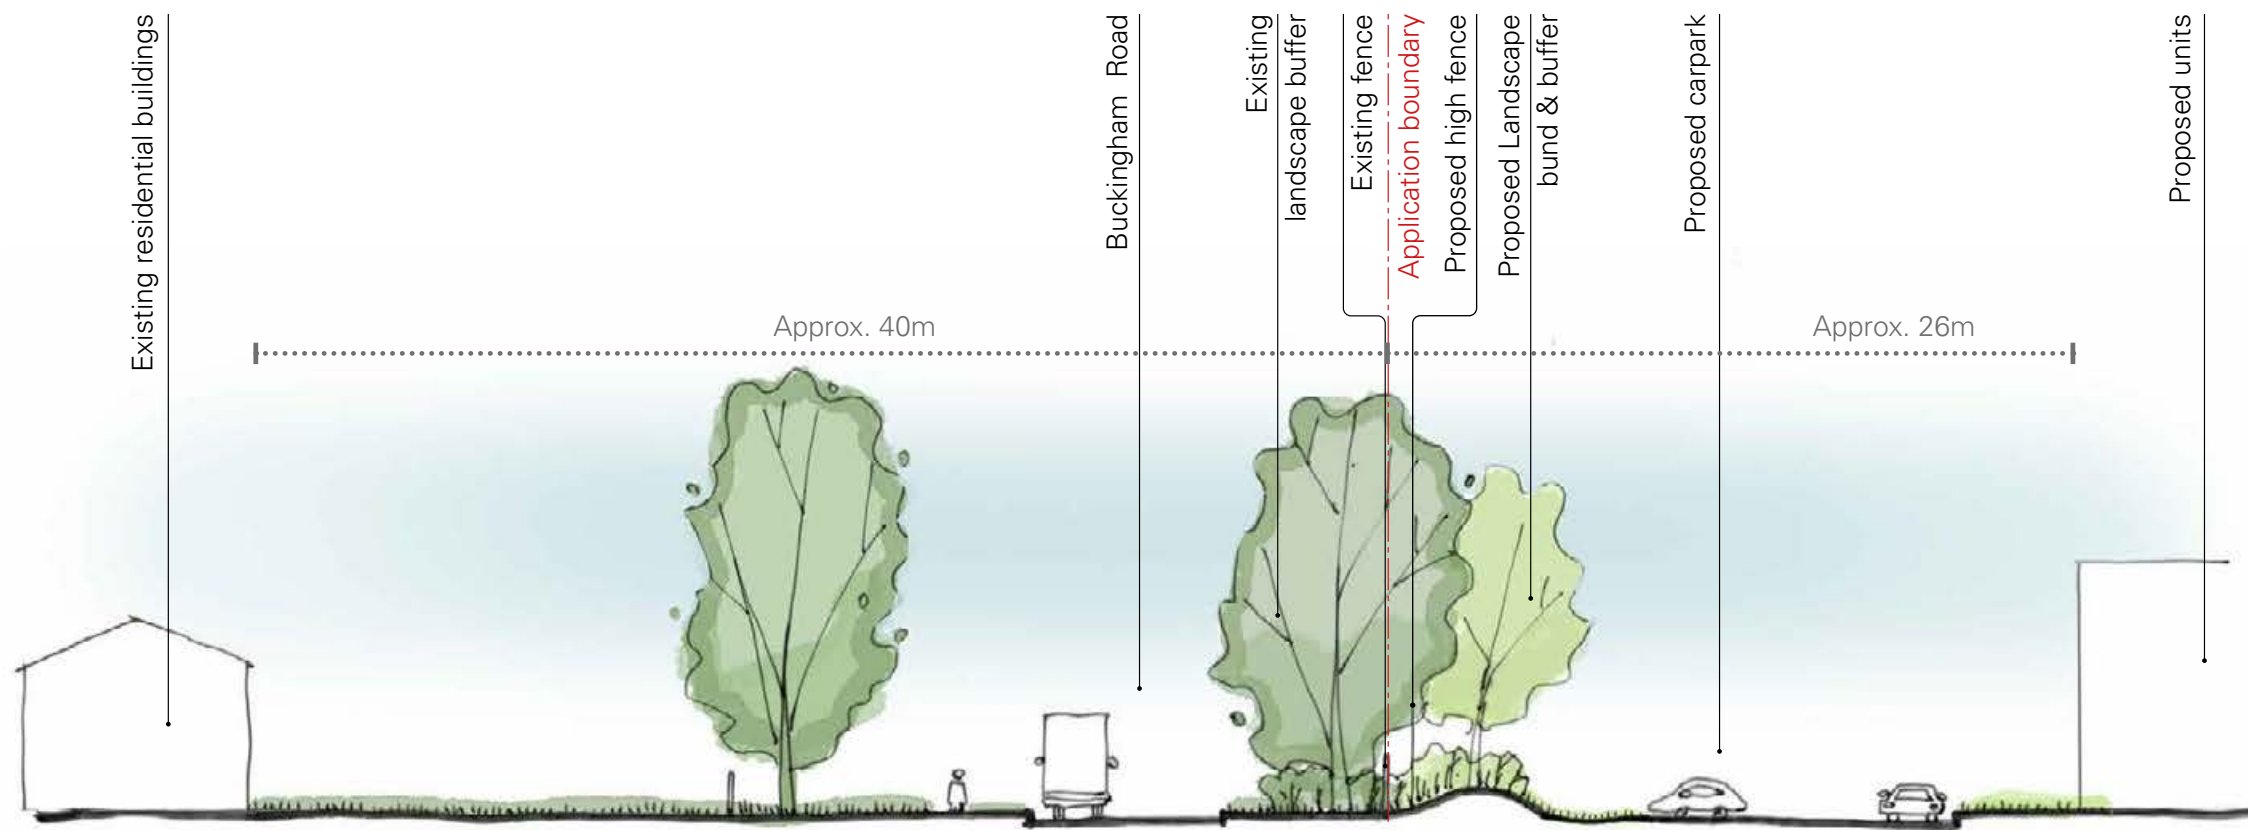 Existing residential buildings
Buckingham Road
Existing
landscape buffer
Existing fence
Application boundary
Proposed high fence
Proposed Landscape
bund & buffer
Proposed carpark
Proposed units
Approx. 40m
Approx. 26m